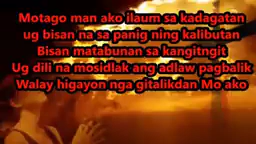 Motago man ako ilaum sa kadagatan
ug bisan na sa panig ning kalibutan
Bisan matabunan sa kangitngit
Ug dili na mosidlak ang adlaw pagbalik
Walay higayon nga gitalikdan Mo ako